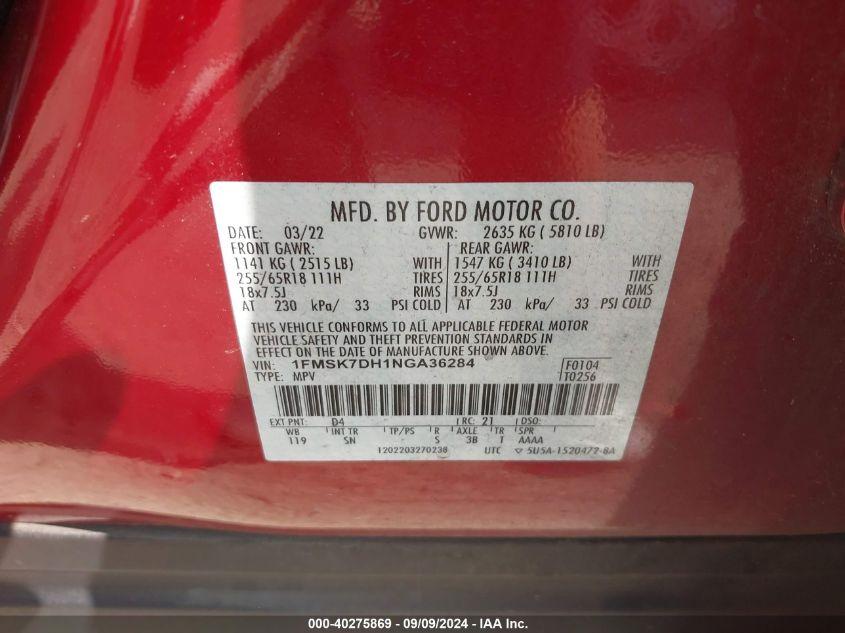 MFD. BY FORD MOTOR CO.
DATE: 03/22 GVWR: 2635 KG ( 5810 LB)
FRONT GAWR: REAR GAWR:
1141 KG ( 2515 LB) WITH 1547 KG ( 3410 LB) WITH
255/65R18 111H TIRES 255/65R18 111H TIRES
18x7.5J RIMS 18x7.5J RIMS
AT 230 kPa/ 33 PSI COLD AT 230 kPa/ 33 PSI COLD
THIS VEHICLE CONFORMS TO ALL APPLICABLE FEDERAL MOTOR
VEHICLE SAFETY AND THEFT PREVENTION STANDARDS IN
EFFECT ON THE DATE OF MANUFACTURE SHOWN ABOVE.
VIN: 1FMSK7DH1NGA36284 F0104
TYPE: MPV T0256
EXT PNT: D4 RC: 21 DSO:
WB INT TR TP/PS R AXLE TR SPR
119 SN - S 3B T AAAA
1202203270238 UTC ▽ 5U5A-1520472-BA
000-40275869 - 09/09/2024 - IAA Inc.